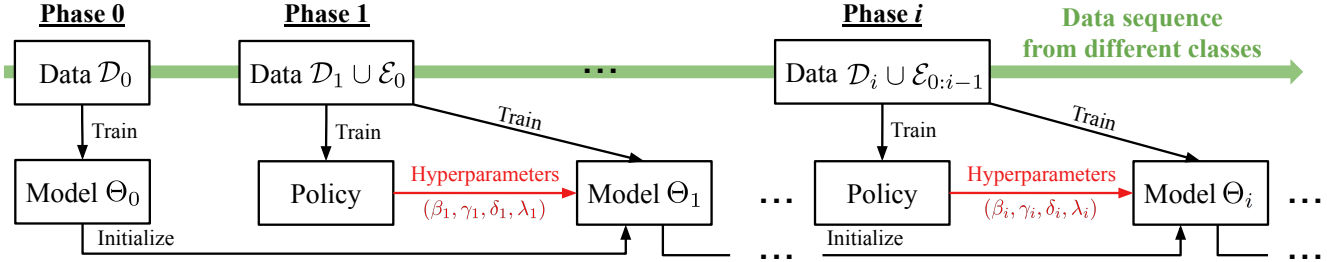 Phase 0
Phase 1
Phase i
Data sequence
from different classes
Data 𝒟₀
Data 𝒟₁ ∪ ℰ₀
...
Data 𝒟ᵢ ∪ ℰ₀:ᵢ₋₁
Train
Train
Train
Train
Train
Model Θ₀
Policy
Hyperparameters
(β₁, γ₁, δ₁, λ₁)
Model Θ₁
...
Policy
Hyperparameters
(βᵢ, γᵢ, δᵢ, λᵢ)
Model Θᵢ
...
Initialize
...
Initialize
...